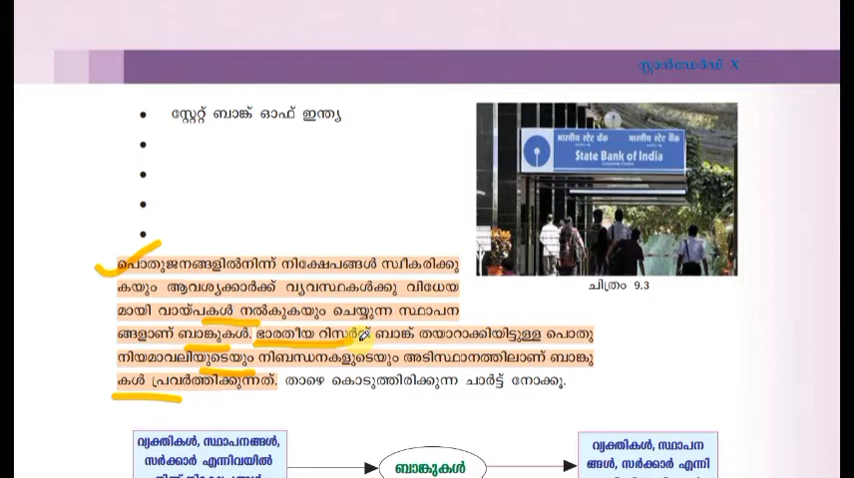 സ്റ്റാൻഡേർഡ് X
സ്റ്റേറ്റ് ബാങ്ക് ഓഫ് ഇന്ത്യ
भारतीय स्टेट बैंक भारतीय स्टेट बैंक
State Bank of India
പൊതുജനങ്ങളിൽനിന്ന് നിക്ഷേപങ്ങൾ സ്വീകരിക്കു
കയും ആവശ്യക്കാർക്ക് വ്യവസ്ഥകൾക്കു വിധേയ
മായി വായ്പകൾ നൽകുകയും ചെയ്യുന്ന സ്ഥാപന
ങ്ങളാണ് ബാങ്കുകൾ. ഭാരതീയ റിസർവ് ബാങ്ക് തയാറാക്കിയിട്ടുള്ള പൊതു
നിയമാവലിയുടെയും നിബന്ധനകളുടെയും അടിസ്ഥാനത്തിലാണ് ബാങ്കു
കൾ പ്രവർത്തിക്കുന്നത്. താഴെ കൊടുത്തിരിക്കുന്ന ചാർട്ട് നോക്കൂ.
ചിത്രം 9.3
വ്യക്തികൾ, സ്ഥാപനങ്ങൾ,
സർക്കാർ എന്നിവയിൽ
ബാങ്കുകൾ
വ്യക്തികൾ, സ്ഥാപന
ങ്ങൾ, സർക്കാർ എന്നി